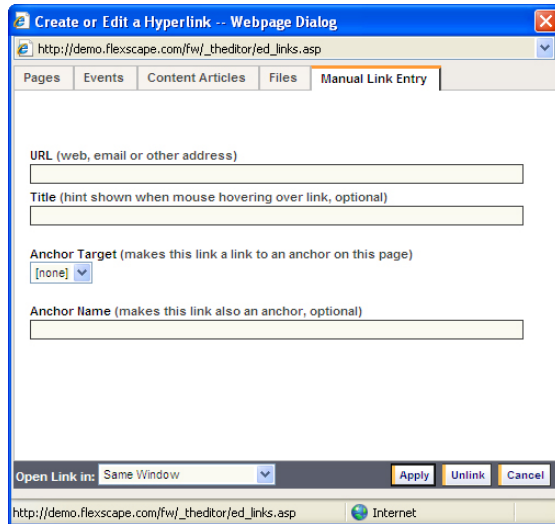 Create or Edit a Hyperlink -- Webpage Dialog
http://demo.flexscape.com/fw/_theditor/ed_links.asp
Pages Events Content Articles Files Manual Link Entry
URL (web, email or other address)
Title (hint shown when mouse hovering over link, optional)
Anchor Target (makes this link a link to an anchor on this page)
[none]
Anchor Name (makes this link also an anchor, optional)
Open Link in: Same Window Apply Unlink Cancel
http://demo.flexscape.com/fw/_theditor/ed_links.asp Internet